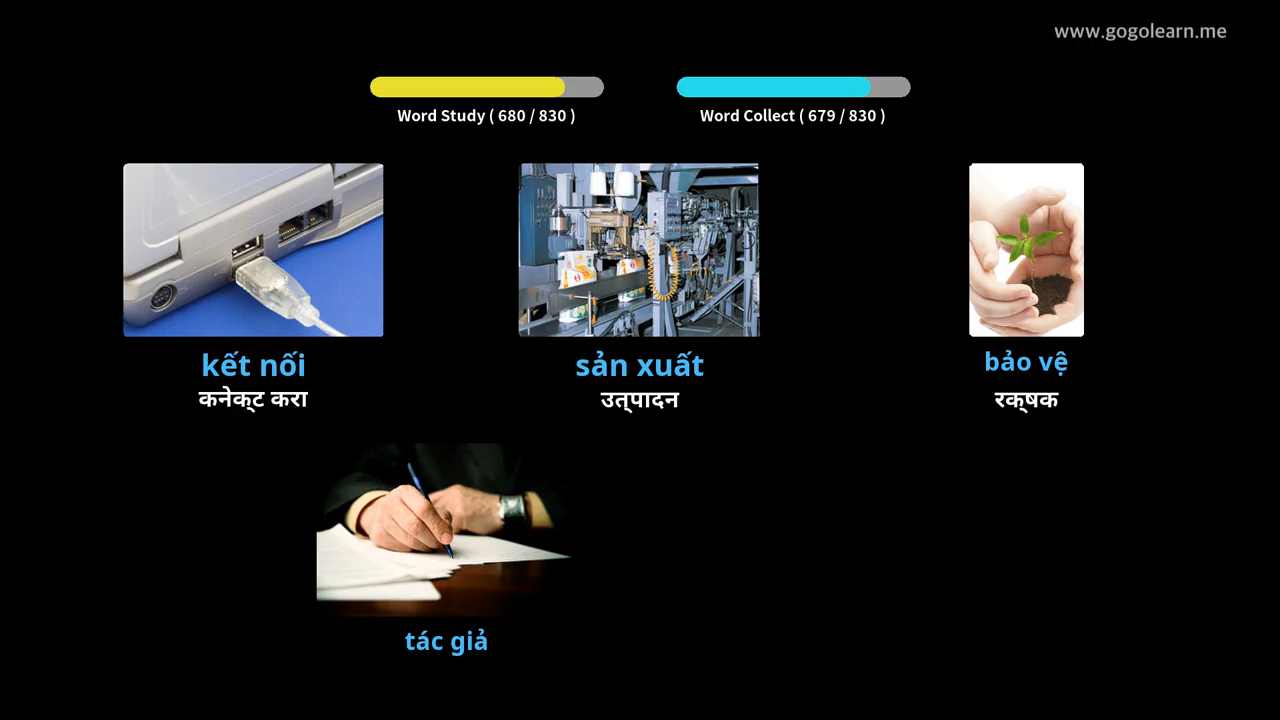 www.gogolearn.me
Word Study ( 680 / 830 )
Word Collect ( 679 / 830 )
kết nối
कनेक्ट करा
sản xuất
उत्पादन
bảo vệ
रक्षक
tác giả